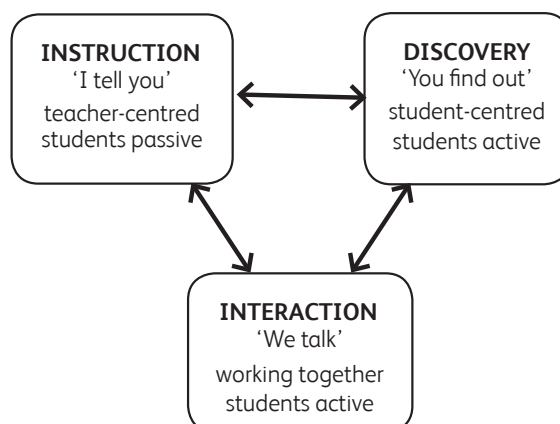 INSTRUCTION
‘I tell you’
teacher-centred
students passive
DISCOVERY
‘You find out’
student-centred
students active
INTERACTION
‘We talk’
working together
students active